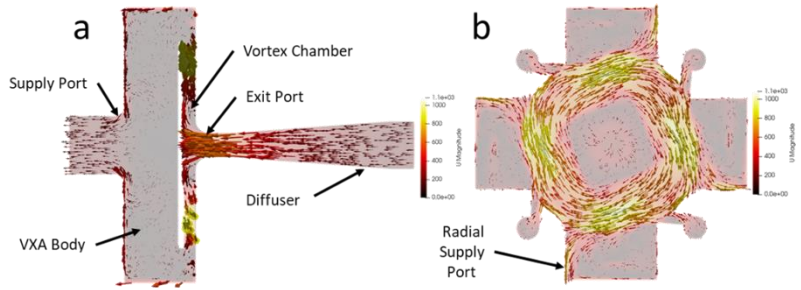 a
Supply Port
Vortex Chamber
Exit Port
Diffuser
VXA Body
1.1e+03
1000
800
600
400
200
0.0e+00
U Magnitude
b
Radial
Supply
Port
1.1e+03
1000
800
600
400
200
0.0e+00
U Magnitude